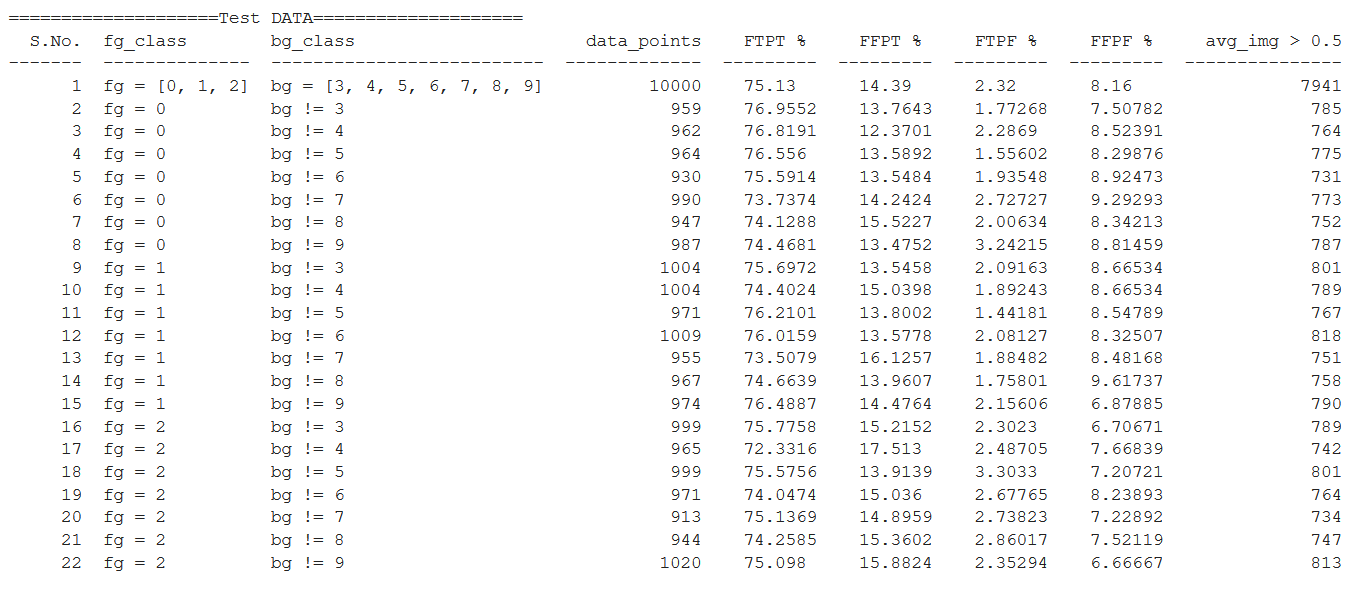 ====================Test DATA====================
S.No.  fg_class        bg_class                    data_points    FTPT %     FFPT %     FTPF %     FFPF %     avg_img > 0.5
-------  --------------  --------------------------  -------------  ---------  ---------  ---------  ---------  ---------------
1  fg = [0, 1, 2]  bg = [3, 4, 5, 6, 7, 8, 9]  10000  75.13  14.39  2.32  8.16  7941
2  fg = 0  bg != 3  959  76.9552  13.7643  1.77268  7.50782  785
3  fg = 0  bg != 4  962  76.8191  12.3701  2.2869  8.52391  764
4  fg = 0  bg != 5  964  76.556  13.5892  1.55602  8.29876  775
5  fg = 0  bg != 6  930  75.5914  13.5484  1.93548  8.92473  731
6  fg = 0  bg != 7  990  73.7374  14.2424  2.72727  9.29293  773
7  fg = 0  bg != 8  947  74.1288  15.5227  2.00634  8.34213  752
8  fg = 0  bg != 9  987  74.4681  13.4752  3.24215  8.81459  787
9  fg = 1  bg != 3  1004  75.6972  13.5458  2.09163  8.66534  801
10  fg = 1  bg != 4  1004  74.4024  15.0398  1.89243  8.66534  789
11  fg = 1  bg != 5  971  76.2101  13.8002  1.44181  8.54789  767
12  fg = 1  bg != 6  1009  76.0159  13.5778  2.08127  8.32507  818
13  fg = 1  bg != 7  955  73.5079  16.1257  1.88482  8.48168  751
14  fg = 1  bg != 8  967  74.6639  13.9607  1.75801  9.61737  758
15  fg = 1  bg != 9  974  76.4887  14.4764  2.15606  6.87885  790
16  fg = 2  bg != 3  999  75.7758  15.2152  2.3023  6.70671  789
17  fg = 2  bg != 4  965  72.3316  17.513  2.48705  7.66839  742
18  fg = 2  bg != 5  999  75.5756  13.9139  3.3033  7.20721  801
19  fg = 2  bg != 6  971  74.0474  15.036  2.67765  8.23893  764
20  fg = 2  bg != 7  913  75.1369  14.8959  2.73823  7.22892  734
21  fg = 2  bg != 8  944  74.2585  15.3602  2.86017  7.52119  747
22  fg = 2  bg != 9  1020  75.098  15.8824  2.35294  6.66667  813